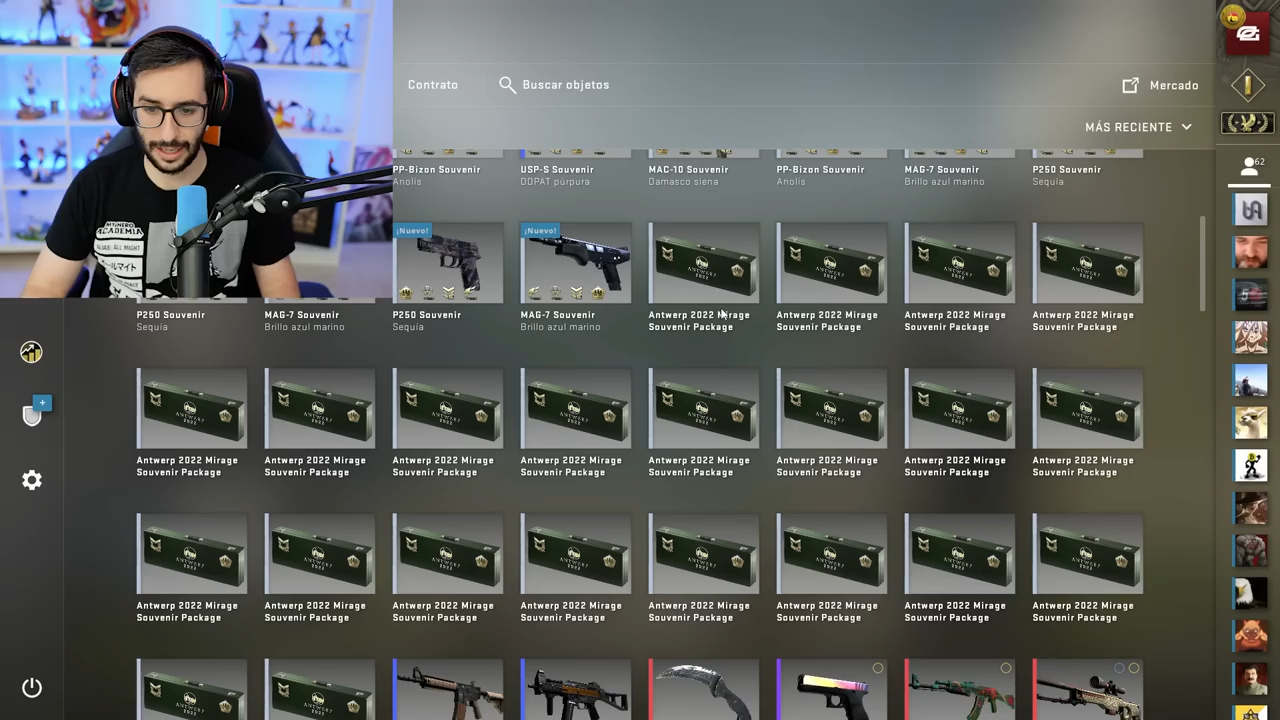 Contrato
Buscar objetos
Mercado
MÁS RECIENTE
62
PP-Bizon Souvenir
Anolis
USP-S Souvenir
DDPAT púrpura
MAC-10 Souvenir
Damasco siena
PP-Bizon Souvenir
Anolis
MAG-7 Souvenir
Brillo azul marino
P250 Souvenir
Sequía
MY HERO
ACADEMIA
¡Nuevo!
¡Nuevo!
P250 Souvenir
Sequía
MAG-7 Souvenir
Brillo azul marino
P250 Souvenir
Sequía
MAG-7 Souvenir
Brillo azul marino
Antwerp 2022 Mirage
Souvenir Package
Antwerp 2022 Mirage
Souvenir Package
Antwerp 2022 Mirage
Souvenir Package
Antwerp 2022 Mirage
Souvenir Package
Antwerp 2022 Mirage
Souvenir Package
Antwerp 2022 Mirage
Souvenir Package
Antwerp 2022 Mirage
Souvenir Package
Antwerp 2022 Mirage
Souvenir Package
Antwerp 2022 Mirage
Souvenir Package
Antwerp 2022 Mirage
Souvenir Package
Antwerp 2022 Mirage
Souvenir Package
Antwerp 2022 Mirage
Souvenir Package
Antwerp 2022 Mirage
Souvenir Package
Antwerp 2022 Mirage
Souvenir Package
Antwerp 2022 Mirage
Souvenir Package
Antwerp 2022 Mirage
Souvenir Package
Antwerp 2022 Mirage
Souvenir Package
Antwerp 2022 Mirage
Souvenir Package
Antwerp 2022 Mirage
Souvenir Package
Antwerp 2022 Mirage
Souvenir Package